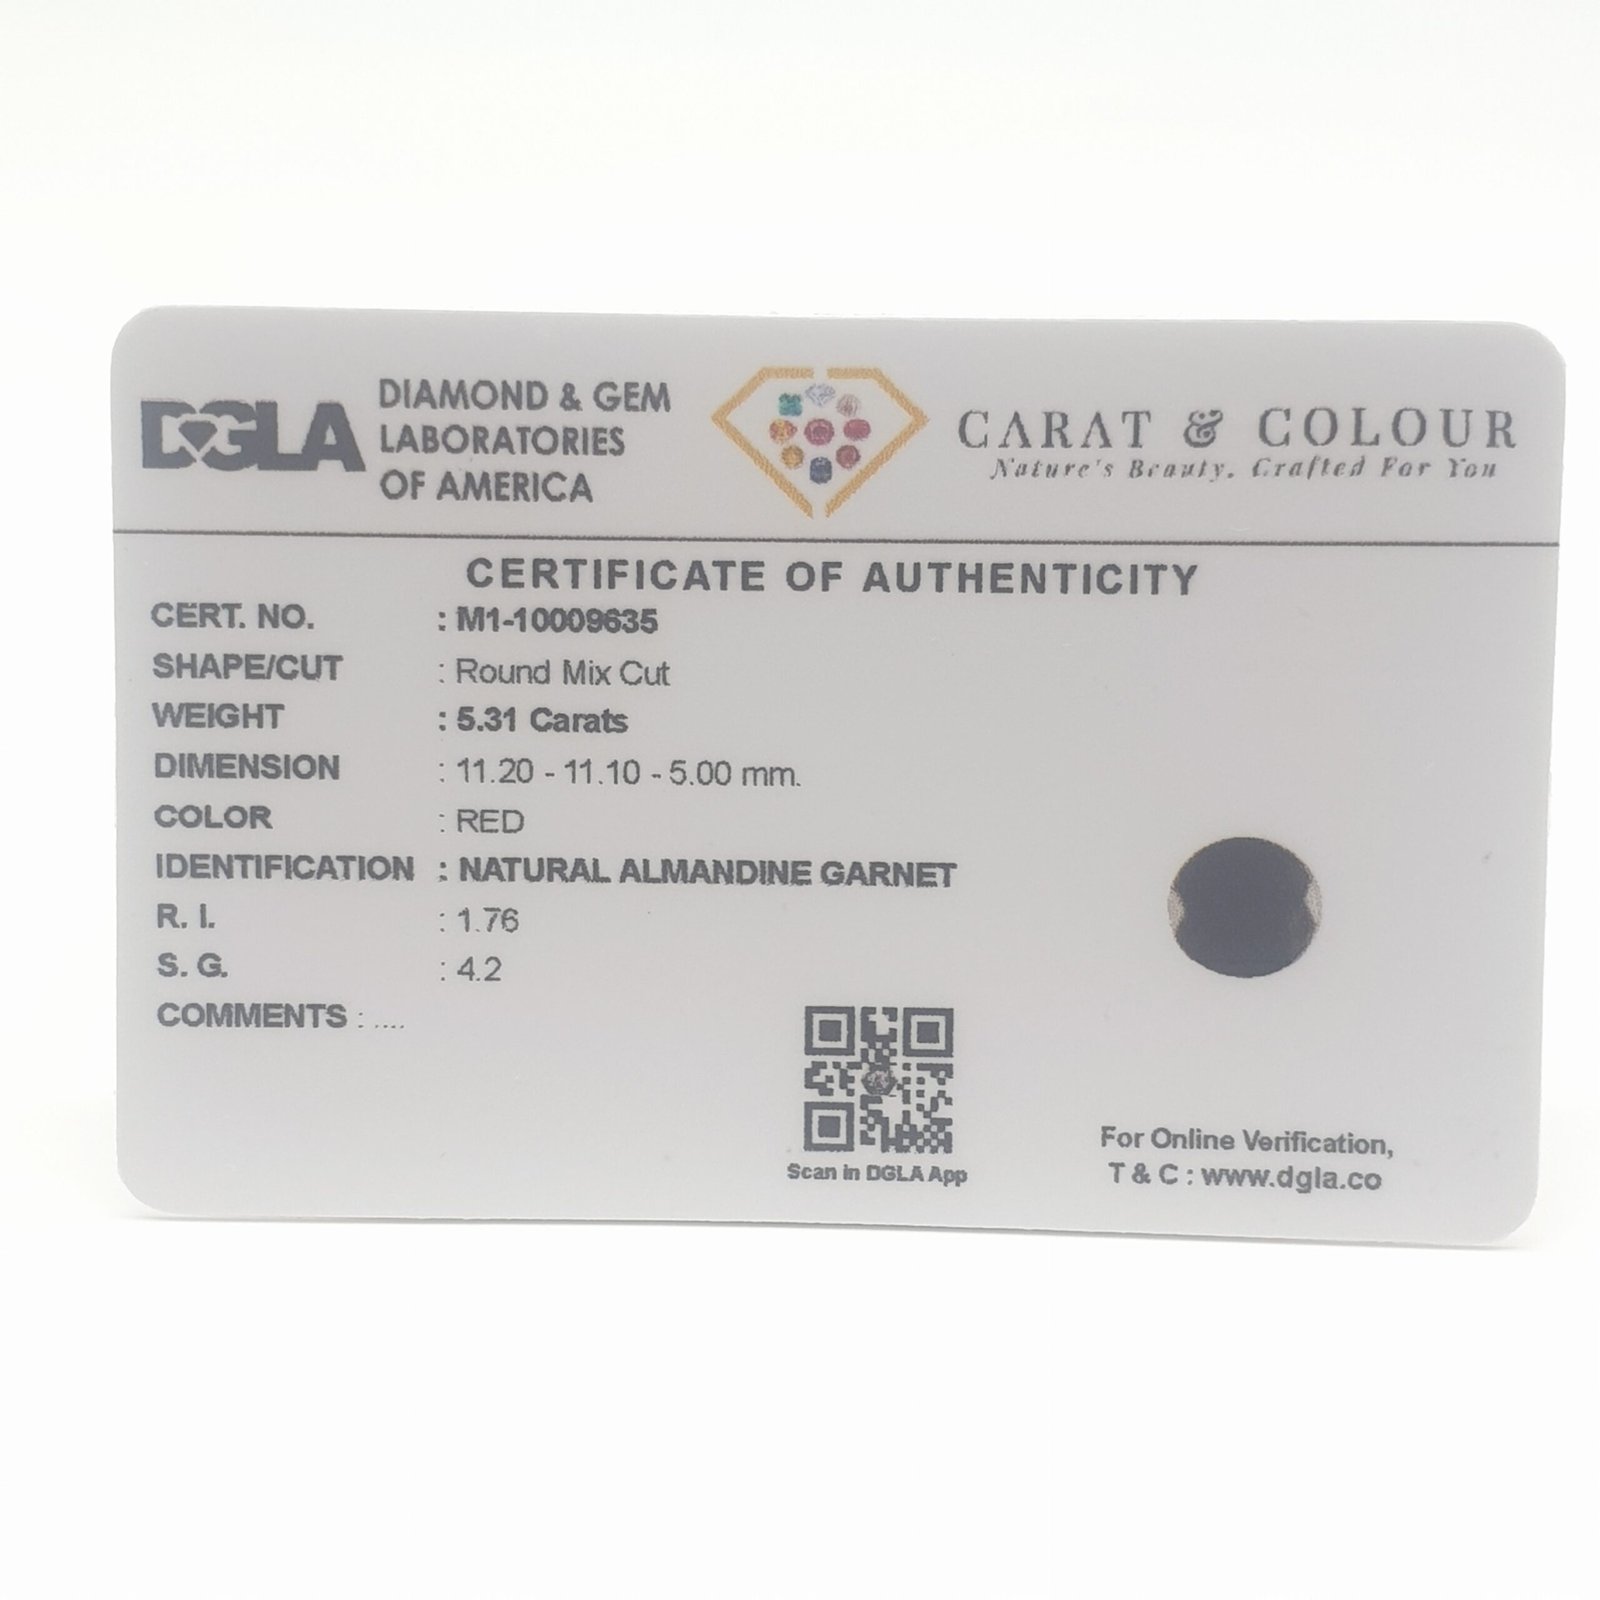 DGLA
DIAMOND & GEM
LABORATORIES
OF AMERICA
CARAT & COLOUR
Nature's Beauty. Crafted For You
CERTIFICATE OF AUTHENTICITY
CERT. NO. : M1-10009635
SHAPE/CUT : Round Mix Cut
WEIGHT : 5.31 Carats
DIMENSION : 11.20 - 11.10 - 5.00 mm.
COLOR : RED
IDENTIFICATION : NATURAL ALMANDINE GARNET
R. I. : 1.76
S. G. : 4.2
COMMENTS : ....
Scan in DGLA App
For Online Verification,
T & C : www.dgla.co